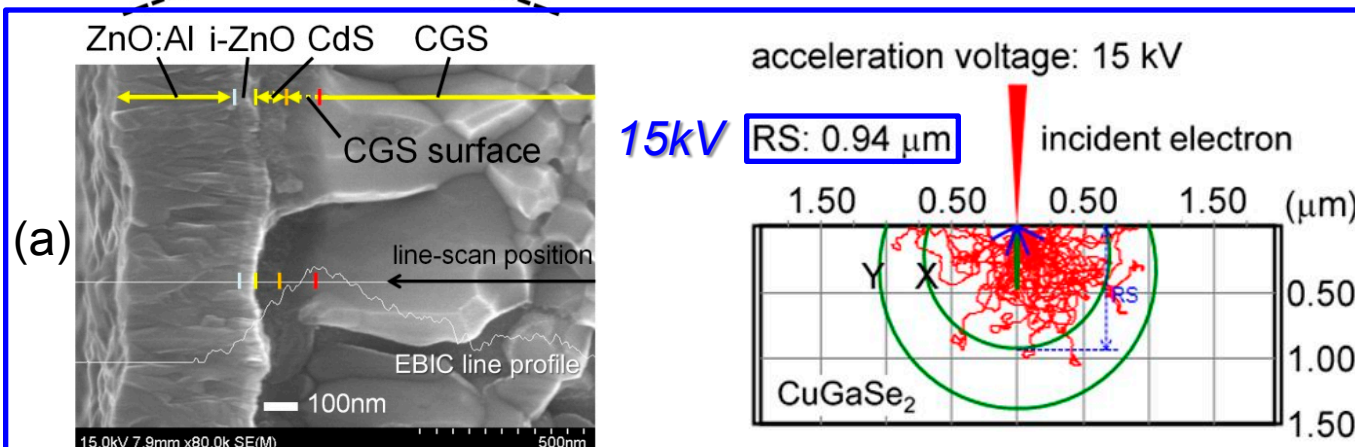 ZnO:Al i-ZnO CdS CGS
CGS surface
(a)
line-scan position
EBIC line profile
100nm
15.0kV 7.9mm x80.0k SE(M) 500nm
acceleration voltage: 15 kV
15kV RS: 0.94 μm incident electron
1.50 0.50 0.50 1.50 (μm)
Y X
RS
0.50
1.00
CuGaSe₂
1.50